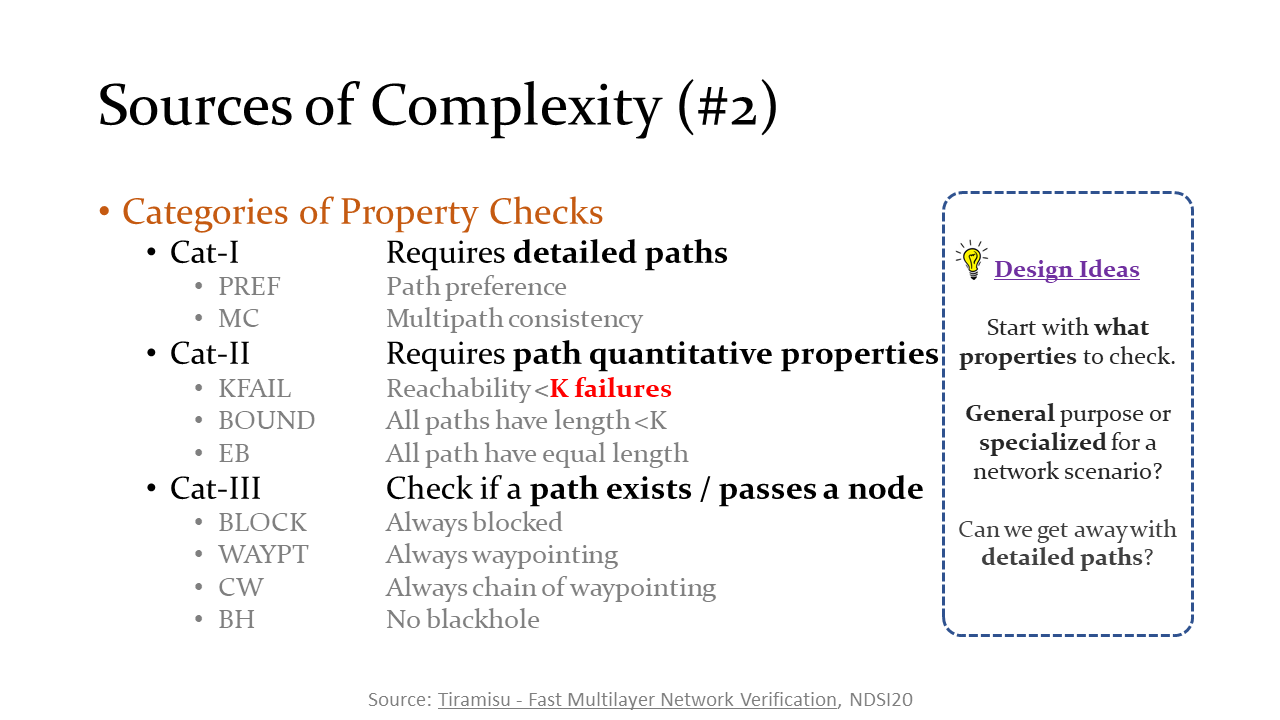 Sources of Complexity (#2)
• Categories of Property Checks
• Cat-I Requires detailed paths
• PREF Path preference
• MC Multipath consistency
• Cat-II Requires path quantitative properties
• KFAIL Reachability <K failures
• BOUND All paths have length <K
• EB All path have equal length
• Cat-III Check if a path exists / passes a node
• BLOCK Always blocked
• WAYPT Always waypointing
• CW Always chain of waypointing
• BH No blackhole
Design Ideas
Start with what
properties to check.
General purpose or
specialized for a
network scenario?
Can we get away with
detailed paths?
Source: Tiramisu - Fast Multilayer Network Verification, NDSI20